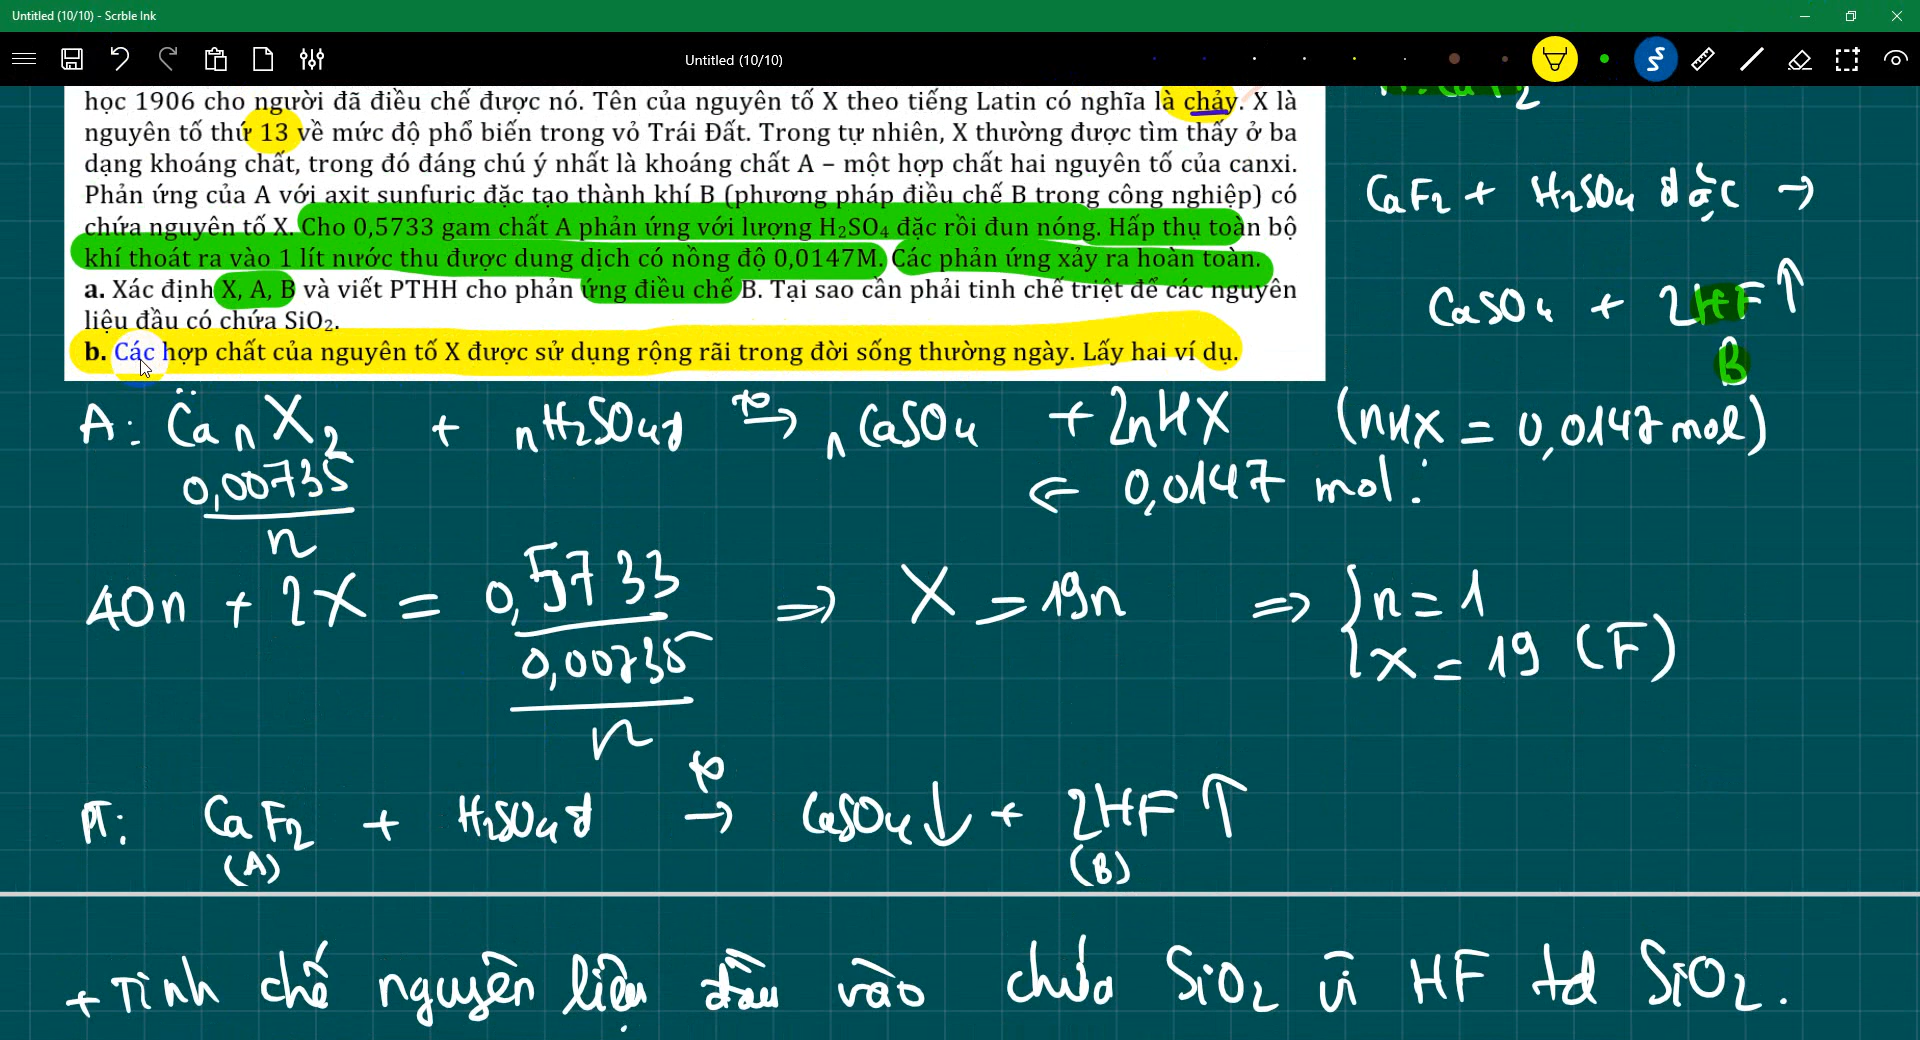 Untitled (10/10) - Scrble Ink
Untitled (10/10)
học 1906 cho người đã điều chế được nó. Tên của nguyên tố X theo tiếng Latin có nghĩa là chảy. X là
nguyên tố thứ 13 về mức độ phổ biến trong vỏ Trái Đất. Trong tự nhiên, X thường được tìm thấy ở ba
dạng khoáng chất, trong đó đáng chú ý nhất là khoáng chất A – một hợp chất hai nguyên tố của canxi.
Phản ứng của A với axit sunfuric đặc tạo thành khí B (phương pháp điều chế B trong công nghiệp) có
chứa nguyên tố X. Cho 0,5733 gam chất A phản ứng với lượng H₂SO₄ đặc rồi đun nóng. Hấp thụ toàn bộ
khí thoát ra vào 1 lít nước thu được dung dịch có nồng độ 0,0147M. Các phản ứng xảy ra hoàn toàn.
a. Xác định X, A, B và viết PTHH cho phản ứng điều chế B. Tại sao cần phải tinh chế triệt để các nguyên
liệu đầu có chứa SiO₂.
b. Các hợp chất của nguyên tố X được sử dụng rộng rãi trong đời sống thường ngày. Lấy hai ví dụ.
CaF₂ + H₂SO₄ đặc →
CaSO₄ + 2HF↑
B
A: CaₙX₂ + nH₂SO₄đ t° → nCaSO₄ + 2nHX (nHX = 0,0147 mol)
0,00735
n
← 0,0147 mol.
40n + 2X = 0,5733 ⇒ X = 19n ⇒ { n = 1
0,00735
n
X = 19 (F)
PT: CaF₂ + H₂SO₄đ t° → CaSO₄↓ + 2HF↑
(A) (B)
+ Tinh chế nguyên liệu đầu vào chứa SiO₂ vì HF td SiO₂.